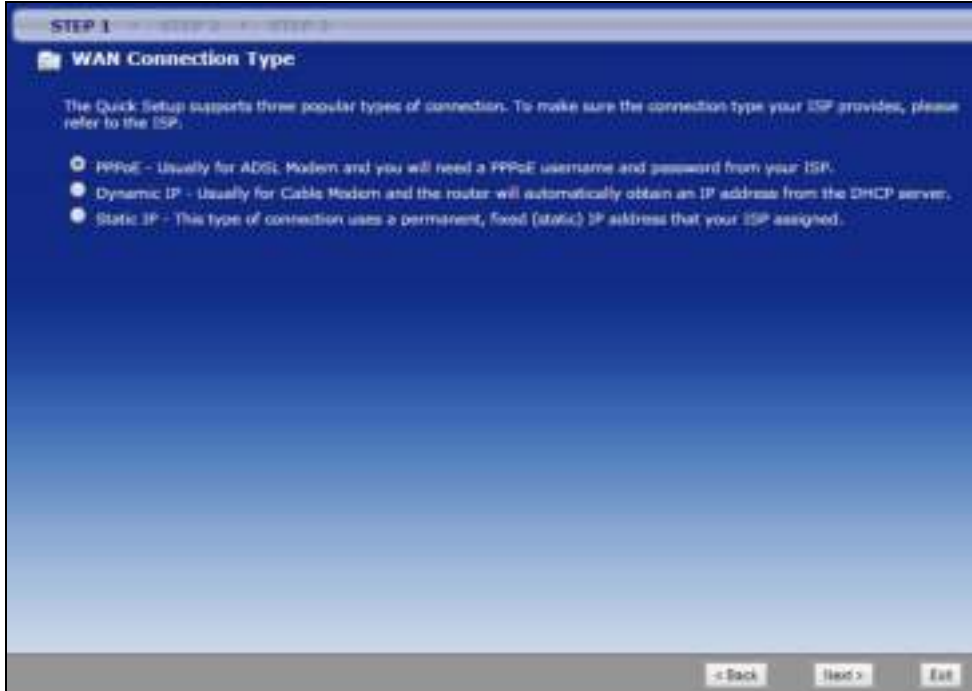 STEP 1 STEP 2 STEP 3
WAN Connection Type
The Quick Setup supports three popular types of connection. To make sure the connection type your ISP provides, please
refer to the ISP.
PPPoE - Usually for ADSL Modem and you will need a PPPoE username and password from your ISP.
Dynamic IP - Usually for Cable Modem and the router will automatically obtain an IP address from the DHCP server.
Static IP - This type of connection uses a permanent, fixed (static) IP address that your ISP assigned.
< Back Next > Exit